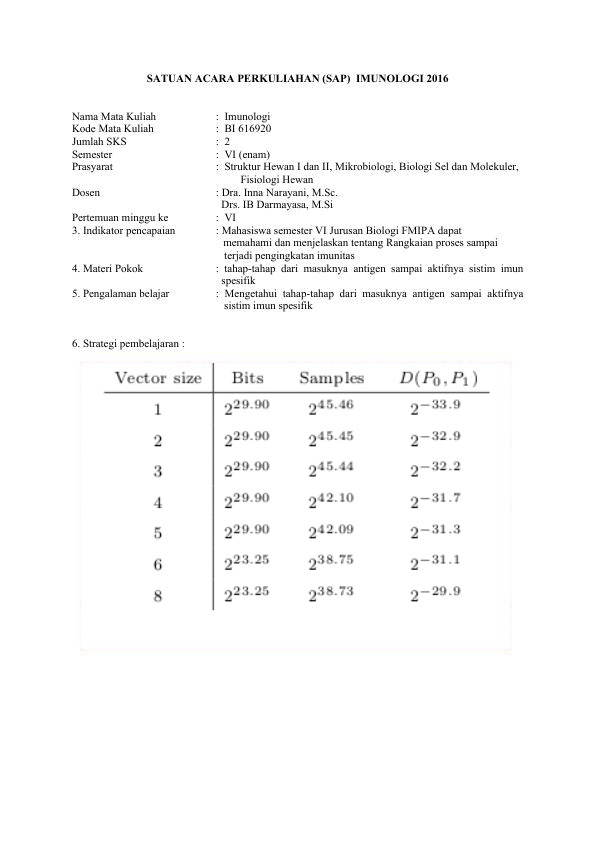 SATUAN ACARA PERKULIAHAN (SAP) IMUNOLOGI 2016
Nama Mata Kuliah : Imunologi
Kode Mata Kuliah : BI 616920
Jumlah SKS : 2
Semester : VI (enam)
Prasyarat : Struktur Hewan I dan II, Mikrobiologi, Biologi Sel dan Molekuler,
Fisiologi Hewan
Dosen : Dra. Inna Narayani, M.Sc.
Drs. IB Darmayasa, M.Si
Pertemuan minggu ke : VI
3. Indikator pencapaian : Mahasiswa semester VI Jurusan Biologi FMIPA dapat
memahami dan menjelaskan tentang Rangkaian proses sampai
terjadi pengingkatan imunitas
4. Materi Pokok : tahap-tahap dari masuknya antigen sampai aktifnya sistim imun
spesifik
5. Pengalaman belajar : Mengetahui tahap-tahap dari masuknya antigen sampai aktifnya
sistim imun spesifik
6. Strategi pembelajaran :
Vector size Bits Samples D(P₀, P₁)
1 2^29.90 2^45.46 2^−33.9
2 2^29.90 2^45.45 2^−32.9
3 2^29.90 2^45.44 2^−32.2
4 2^29.90 2^42.10 2^−31.7
5 2^29.90 2^42.09 2^−31.3
6 2^23.25 2^38.75 2^−31.1
8 2^23.25 2^38.73 2^−29.9